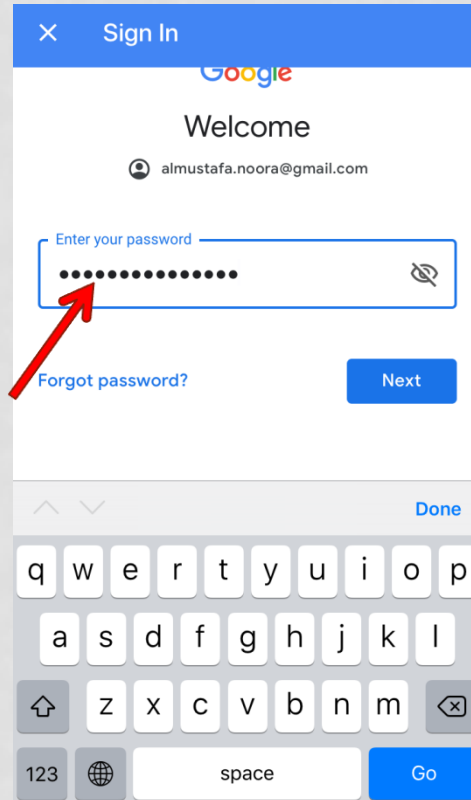 Sign In
Google
Welcome
almustafa.noora@gmail.com
Enter your password
•••••••••••••••
Forgot password?
Next
Done
q w e r t y u i o p
a s d f g h j k l
z x c v b n m
123 space Go